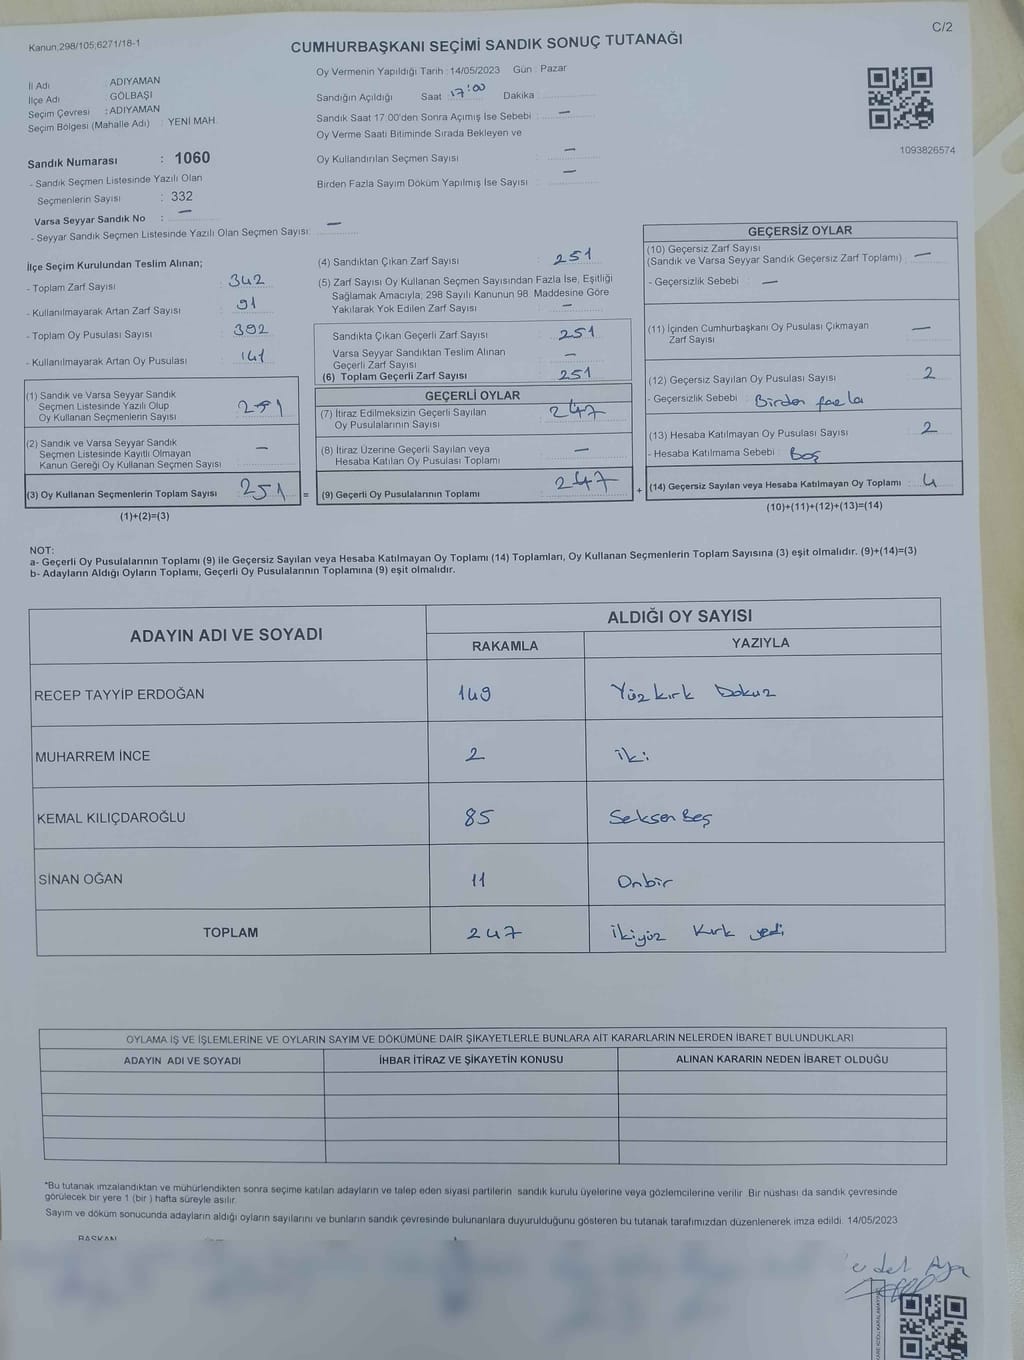 Kanun;298/105;6271/18-1
C/2
CUMHURBAŞKANI SEÇİMİ SANDIK SONUÇ TUTANAĞI
İl Adı : ADIYAMAN
İlçe Adı : GÖLBAŞI
Seçim Çevresi : ADIYAMAN
Seçim Bölgesi (Mahalle Adı) : YENİ MAH.
Sandık Numarası : 1060
- Sandık Seçmen Listesinde Yazılı Olan
Seçmenlerin Sayısı : 332
Varsa Seyyar Sandık No : —
- Seyyar Sandık Seçmen Listesinde Yazılı Olan Seçmen Sayısı: —
Oy Vermenin Yapıldığı Tarih :14/05/2023 Gün : Pazar
Sandığın Açıldığı Saat 17:00 Dakika
Sandık Saat 17.00'den Sonra Açımış İse Sebebi : —
Oy Verme Saati Bitiminde Sırada Bekleyen ve
Oy Kullandırılan Seçmen Sayısı : —
Birden Fazla Sayım Döküm Yapılmış İse Sayısı : —
1093826574
İlçe Seçim Kurulundan Teslim Alınan;
- Toplam Zarf Sayısı : 342
- Kullanılmayarak Artan Zarf Sayısı : 91
- Toplam Oy Pusulası Sayısı : 392
- Kullanılmayarak Artan Oy Pusulası : 141
(1) Sandık ve Varsa Seyyar Sandık
Seçmen Listesinde Yazılı Olup
Oy Kullanan Seçmenlerin Sayısı : 251
(2) Sandık ve Varsa Seyyar Sandık
Seçmen Listesinde Kayıtlı Olmayan
Kanun Gereği Oy Kullanan Seçmen Sayısı : —
(3) Oy Kullanan Seçmenlerin Toplam Sayısı : 251
(1)+(2)=(3)
(4) Sandıktan Çıkan Zarf Sayısı : 251
(5) Zarf Sayısı Oy Kullanan Seçmen Sayısından Fazla İse, Eşitliği
Sağlamak Amacıyla, 298 Sayılı Kanunun 98. Maddesine Göre
Yakılarak Yok Edilen Zarf Sayısı : —
Sandıkta Çıkan Geçerli Zarf Sayısı : 251
Varsa Seyyar Sandıktan Teslim Alınan
Geçerli Zarf Sayısı : —
(6) Toplam Geçerli Zarf Sayısı : 251
GEÇERLİ OYLAR
(7) İtiraz Edilmeksizin Geçerli Sayılan
Oy Pusulalarının Sayısı : 247
(8) İtiraz Üzerine Geçerli Sayılan veya
Hesaba Katılan Oy Pusulası Toplamı : —
= (9) Geçerli Oy Pusulalarının Toplamı : 247
GEÇERSİZ OYLAR
(10) Geçersiz Zarf Sayısı
(Sandık ve Varsa Seyyar Sandık Geçersiz Zarf Toplamı) : —
- Geçersizlik Sebebi : —
(11) İçinden Cumhurbaşkanı Oy Pusulası Çıkmayan
Zarf Sayısı : —
(12) Geçersiz Sayılan Oy Pusulası Sayısı : 2
- Geçersizlik Sebebi : Birden fazla
(13) Hesaba Katılmayan Oy Pusulası Sayısı : 2
- Hesaba Katılmama Sebebi : Boş
+ (14) Geçersiz Sayılan veya Hesaba Katılmayan Oy Toplamı : 4
(10)+(11)+(12)+(13)=(14)
NOT:
a- Geçerli Oy Pusulalarının Toplamı (9) ile Geçersiz Sayılan veya Hesaba Katılmayan Oy Toplamı (14) Toplamları, Oy Kullanan Seçmenlerin Toplam Sayısına (3) eşit olmalıdır. (9)+(14)=(3)
b- Adayların Aldığı Oyların Toplamı, Geçerli Oy Pusulalarının Toplamına (9) eşit olmalıdır.
ADAYIN ADI VE SOYADI ALDIĞI OY SAYISI
RAKAMLA YAZIYLA
RECEP TAYYİP ERDOĞAN 149 Yüz kırk Dokuz
MUHARREM İNCE 2 İki
KEMAL KILIÇDAROĞLU 85 Seksen Beş
SİNAN OĞAN 11 Onbir
TOPLAM 247 İkiyüz Kırk yedi
OYLAMA İŞ VE İŞLEMLERİNE VE OYLARIN SAYIM VE DÖKÜMÜNE DAİR ŞİKAYETLERLE BUNLARA AİT KARARLARIN NELERDEN İBARET BULUNDUKLARI
ADAYIN ADI VE SOYADI İHBAR İTİRAZ VE ŞİKAYETİN KONUSU ALINAN KARARIN NEDEN İBARET OLDUĞU
*Bu tutanak imzalandıktan ve mühürlendikten sonra seçime katılan adayların ve talep eden siyasi partilerin sandık kurulu üyelerine veya gözlemcilerine verilir. Bir nüshası da sandık çevresinde
görülecek bir yere 1 (bir ) hafta süreyle asılır.
Sayım ve döküm sonucunda adayların aldığı oyların sayılarını ve bunların sandık çevresinde bulunanlara duyurulduğunu gösteren bu tutanak tarafımızdan düzenlenerek imza edildi. 14/05/2023
BAŞKAN